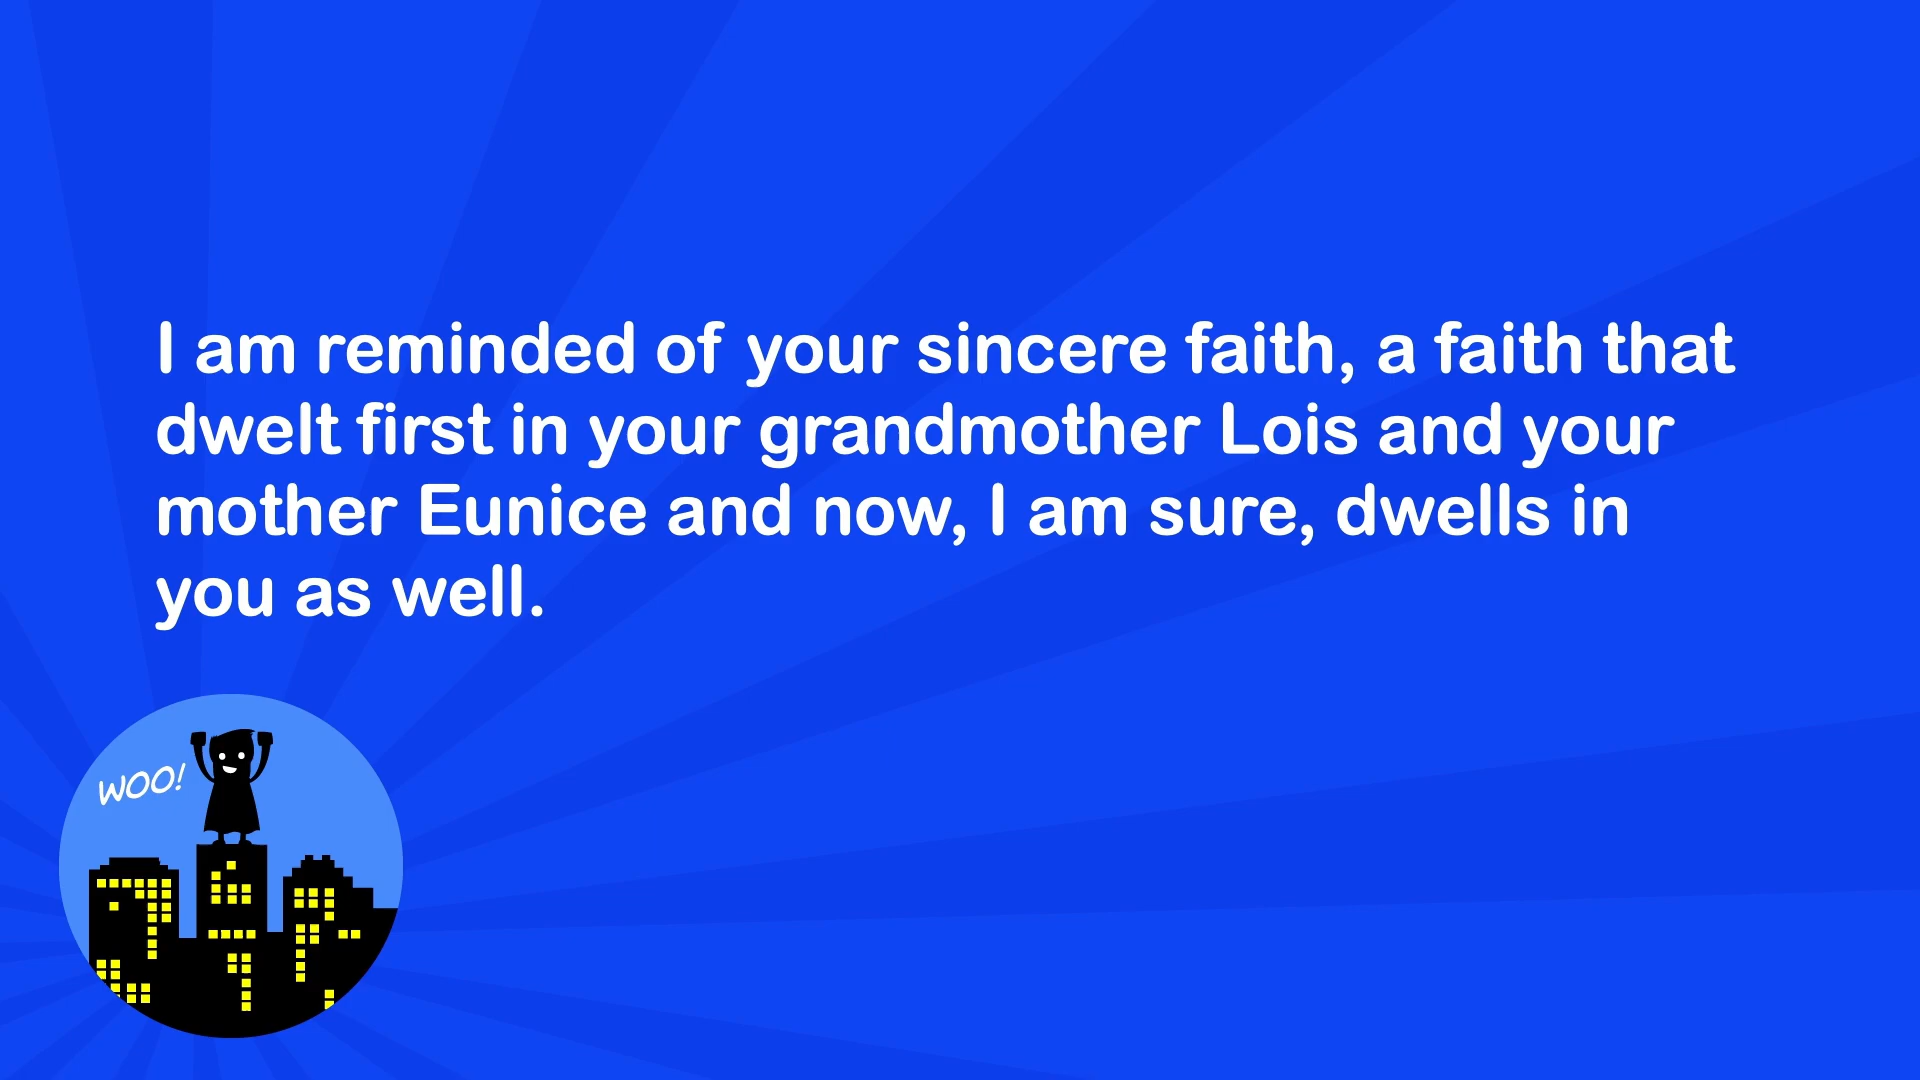 I am reminded of your sincere faith, a faith that
dwelt first in your grandmother Lois and your
mother Eunice and now, I am sure, dwells in
you as well.
WOO!